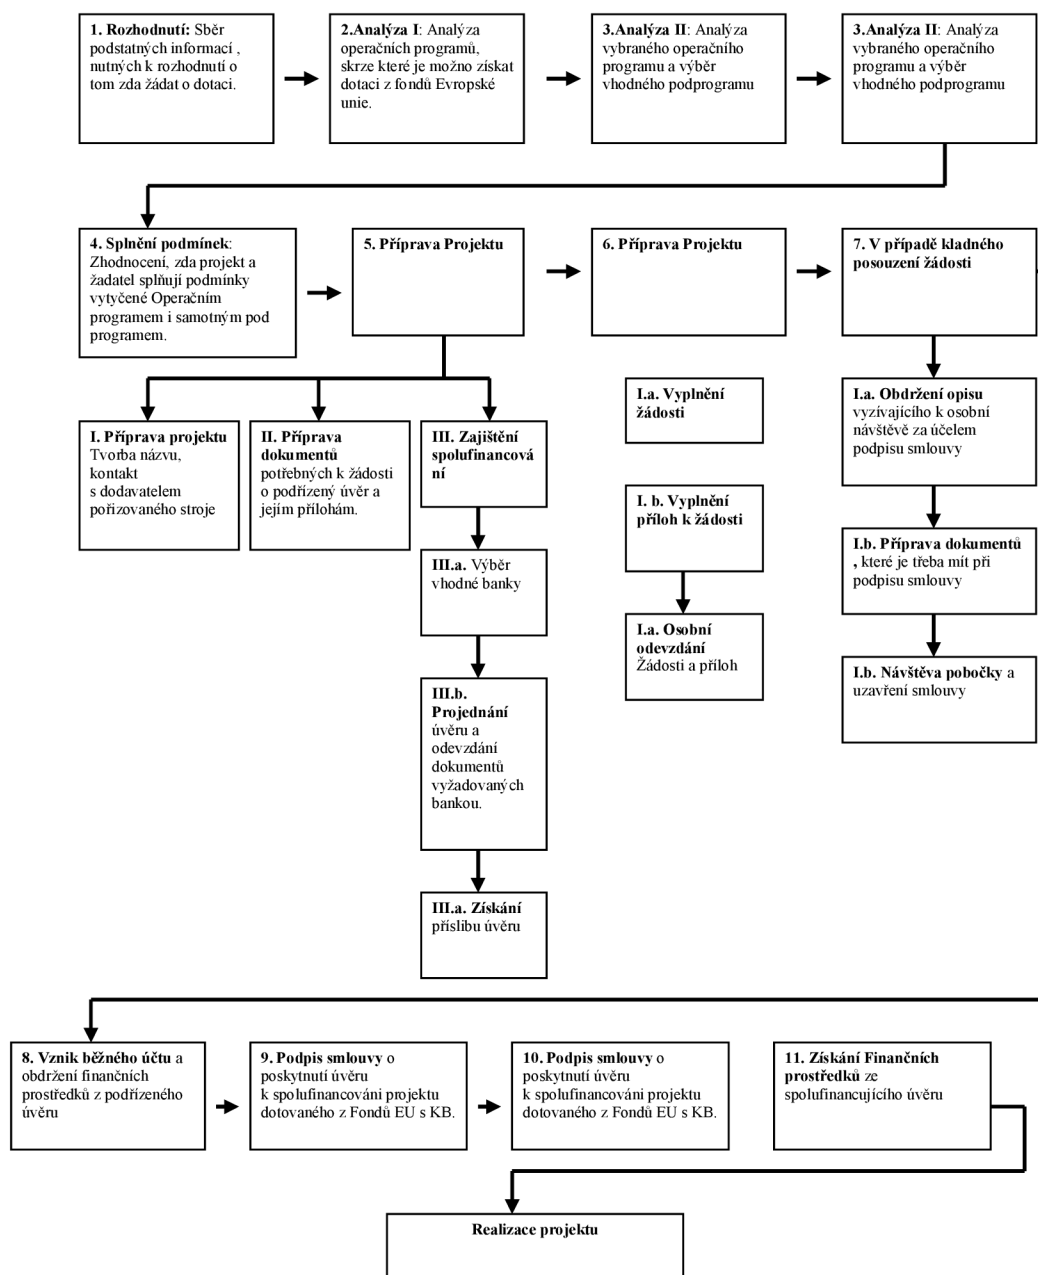 1. Rozhodnutí: Sběr
podstatných informací ,
nutných k rozhodnutí o
tom zda žádat o dotaci.
2.Analýza I: Analýza
operačních programů,
skrze které je možno získat
dotaci z fondů Evropské
unie.
3.Analýza II: Analýza
vybraného operačního
programu a výběr
vhodného podprogramu
3.Analýza II: Analýza
vybraného operačního
programu a výběr
vhodného podprogramu
4. Splnění podmínek:
Zhodnocení, zda projekt a
žadatel splňují podmínky
vytyčené Operačním
programem i samotným pod
programem.
5. Příprava Projektu
6. Příprava Projektu
7. V případě kladného
posouzení žádosti
I. Příprava projektu
Tvorba názvu,
kontakt
s dodavatelem
pořizovaného stroje
II. Příprava
dokumentů
potřebných k žádosti
o podřízený úvěr a
jejím přílohám.
III. Zajištění
spolufinancová
ní
III.a. Výběr
vhodné banky
III.b.
Projednání
úvěru a
odevzdání
dokumentů
vyžadovaných
bankou.
III.a. Získání
příslibu úvěru
I.a. Vyplnění
žádosti
I. b. Vyplnění
příloh k žádosti
I.a. Osobní
odevzdání
Žádosti a příloh
I.a. Obdržení opisu
vyzívajícího k osobní
návštěvě za účelem
podpisu smlouvy
I.b. Příprava dokumentů
, které je třeba mít při
podpisu smlouvy
I.b. Návštěva pobočky a
uzavření smlouvy
8. Vznik běžného účtu a
obdržení finančních
prostředků z podřízeného
úvěru
9. Podpis smlouvy o
poskytnutí úvěru
k spolufinancováni projektu
dotovaného z Fondů EU s KB.
10. Podpis smlouvy o
poskytnutí úvěru
k spolufinancováni projektu
dotovaného z Fondů EU s KB.
11. Získání Finančních
prostředků ze
spolufinancujícího úvěru
Realizace projektu